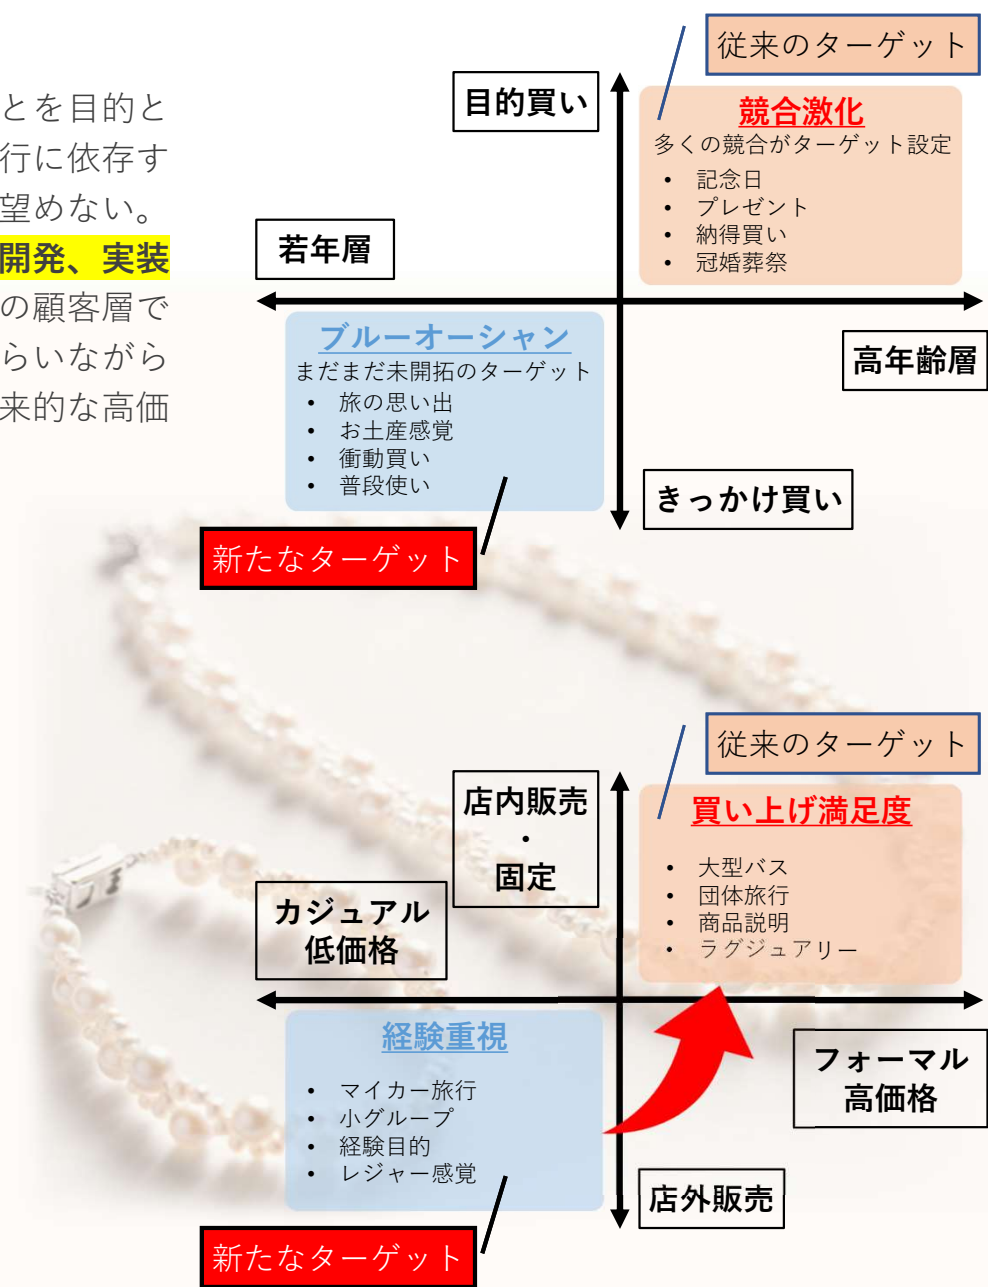 とを目的と
行に依存す
望めない。
開発、実装
の顧客層で
らいながら
来的な高価
従来のターゲット
目的買い
競合激化
多くの競合がターゲット設定
• 記念日
• プレゼント
• 納得買い
• 冠婚葬祭
若年層
高年齢層
ブルーオーシャン
まだまだ未開拓のターゲット
• 旅の思い出
• お土産感覚
• 衝動買い
• 普段使い
きっかけ買い
新たなターゲット
従来のターゲット
店内販売
・
固定
買い上げ満足度
• 大型バス
• 団体旅行
• 商品説明
• ラグジュアリー
カジュアル
低価格
フォーマル
高価格
経験重視
• マイカー旅行
• 小グループ
• 経験目的
• レジャー感覚
店外販売
新たなターゲット